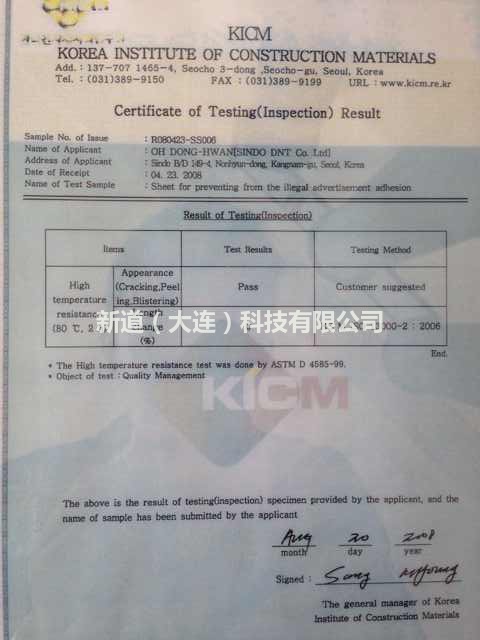 KICM
KOREA INSTITUTE OF CONSTRUCTION MATERIALS
Add. : 137-707 1465-4, Seocho 3-dong ,Seocho-gu, Seoul, Korea
Tel. : (031)389-9150 FAX : (031)389-9199 URL : www.kicm.re.kr
Certificate of Testing(Inspection) Result
Sample No. of Issue : R080423-SS006
Name of Applicant : OH DONG-HWAN[SINDO DNT Co.,Ltd]
Address of Applicant : Sindo B/D 149-4, Nonhyun-dong, Kangnam-gu, Seoul, Korea
Date of Receipt : 04. 23. 2008
Name of Test Sample : Sheet for preventing from the illegal advertisement adhesion
Result of Testing(Inspection)
Items Test Results Testing Method
High temperature resistance (80 ℃, 2
Appearance (Cracking,Peeling,Blistering) Pass Customer suggested
Length Change (%) 000-2 : 2006
新道（大连）科技有限公司
End.
* The High temperature resistance test was done by ASTM D 4585-99.
* Object of test : Quality Management
KICM
The above is the result of testing(inspection) specimen provided by the applicant, and the
name of sample has been submitted by the applicant
Aug 20 2008
month day year
Signed :
The general manager of Korea
Institute of Construction Materials